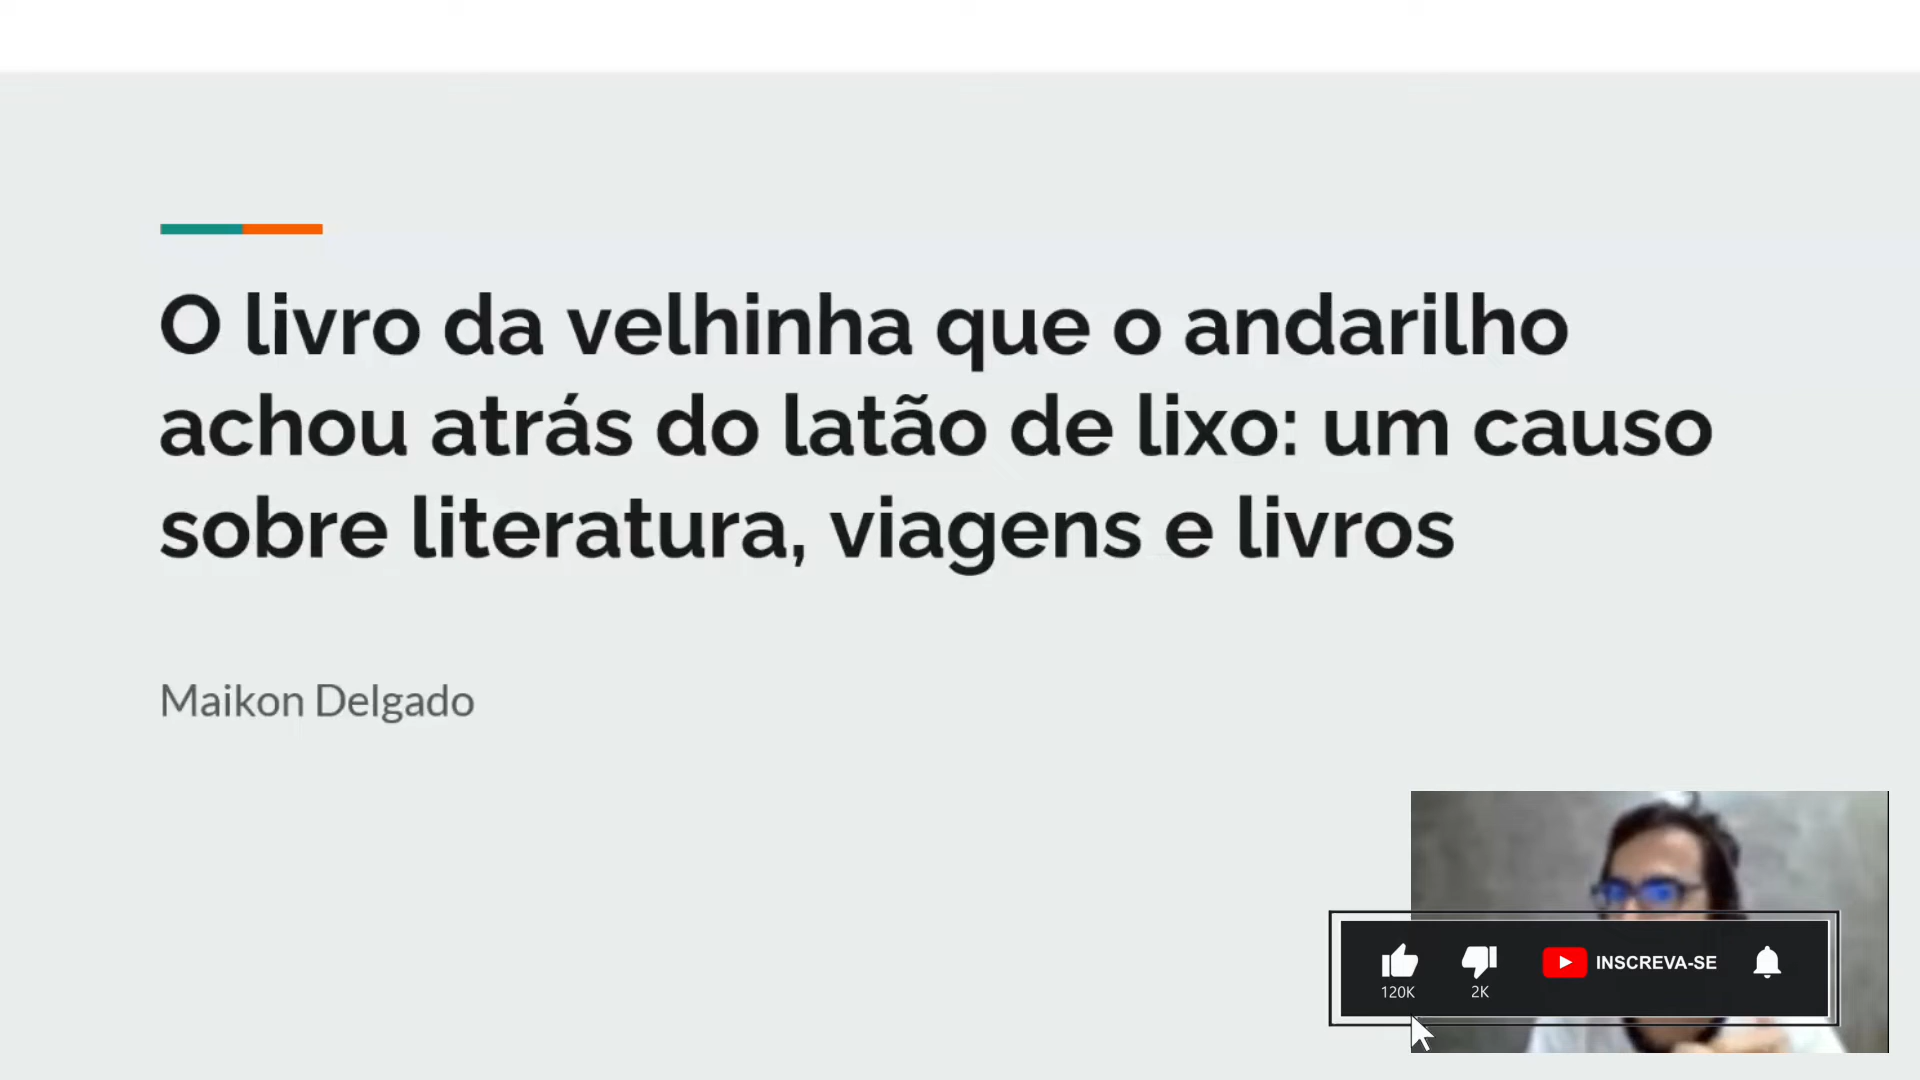 O livro da velhinha que o andarilho
achou atrás do latão de lixo: um causo
sobre literatura, viagens e livros
Maikon Delgado
120K
2K
INSCREVA-SE